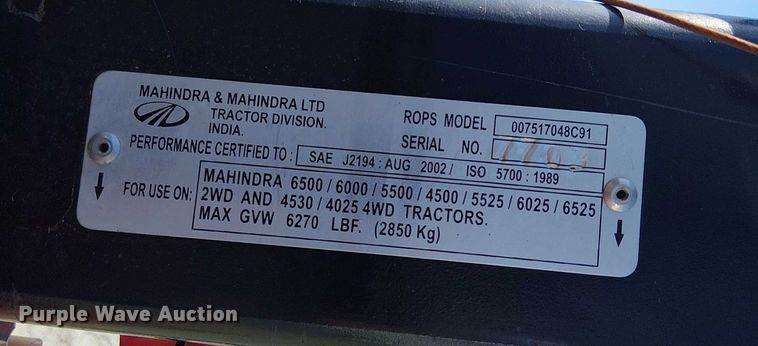 MAHINDRA & MAHINDRA LTD
TRACTOR DIVISION.
INDIA.
ROPS MODEL 007517048C91
SERIAL NO.
PERFORMANCE CERTIFIED TO : SAE J2194 : AUG 2002 / ISO 5700 : 1989
FOR USE ON: MAHINDRA 6500 / 6000 / 5500 / 4500 / 5525 / 6025 / 6525
2WD AND 4530 / 4025 4WD TRACTORS.
MAX GVW 6270 LBF. (2850 Kg)
Purple Wave Auction